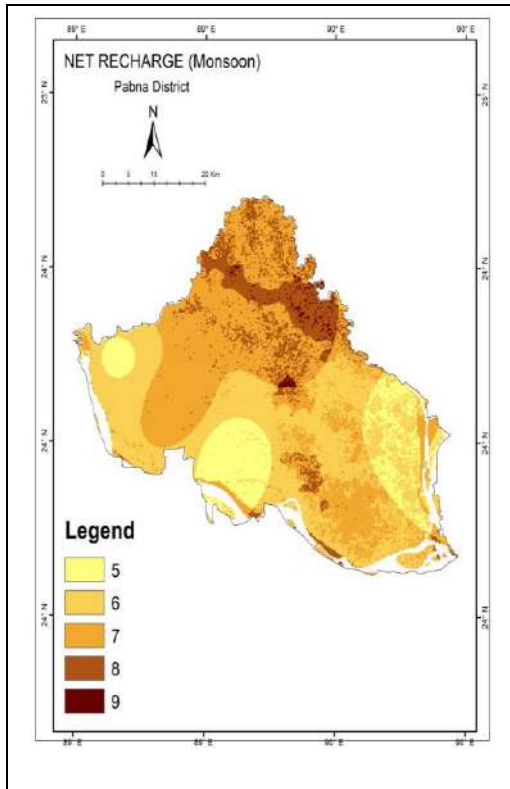 89° E 89° E 90° E 90° E
NET RECHARGE (Monsoon)
Pabna District
N
0 5 10 20 Km
25° N 25° N
24° N 24° N
24° N 24° N
24° N 24° N
Legend
5
6
7
8
9
89° E 89° E 90° E 90° E